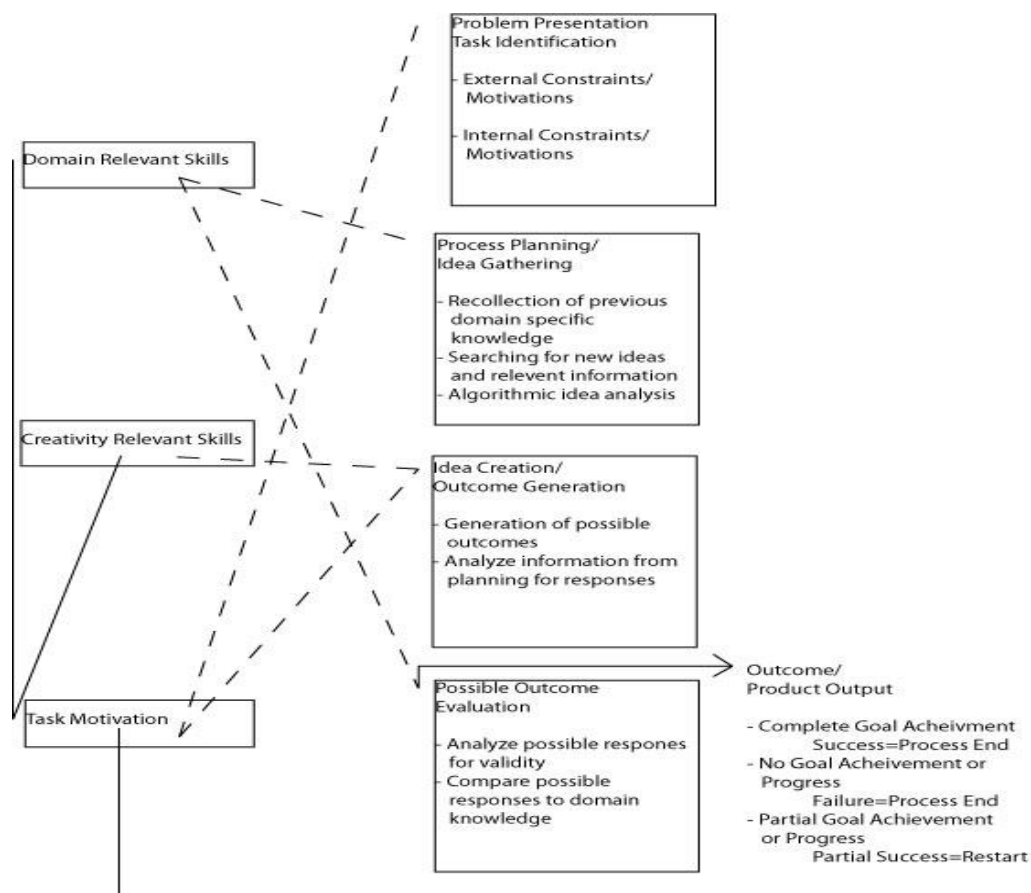 Problem Presentation
Task Identification
- External Constraints/
Motivations
- Internal Constraints/
Motivations
Domain Relevant Skills
Process Planning/
Idea Gathering
- Recollection of previous
domain specific
knowledge
- Searching for new ideas
and relevent information
- Algorithmic idea analysis
Creativity Relevant Skills
Idea Creation/
Outcome Generation
- Generation of possible
outcomes
- Analyze information from
planning for responses
Task Motivation
Possible Outcome
Evaluation
- Analyze possible respones
for validity
- Compare possible
responses to domain
knowledge
Outcome/
Product Output
- Complete Goal Acheivment
Success=Process End
- No Goal Acheivement or
Progress
Failure=Process End
- Partial Goal Achievement
or Progress
Partial Success=Restart